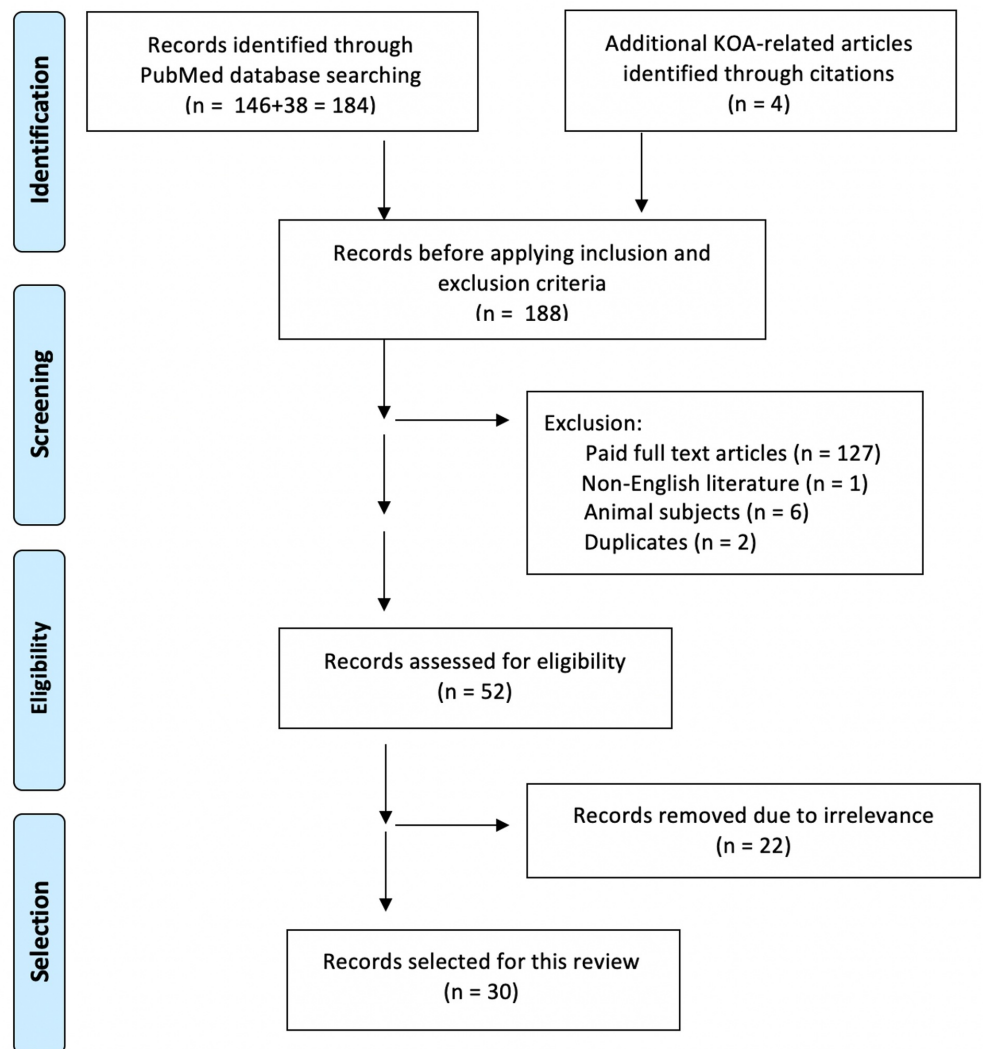 Identification
Records identified through
PubMed database searching
(n = 146+38 = 184)
Additional KOA-related articles
identified through citations
(n = 4)
Records before applying inclusion and
exclusion criteria
(n = 188)
Screening
Exclusion:
Paid full text articles (n = 127)
Non-English literature (n = 1)
Animal subjects (n = 6)
Duplicates (n = 2)
Eligibility
Records assessed for eligibility
(n = 52)
Records removed due to irrelevance
(n = 22)
Selection
Records selected for this review
(n = 30)